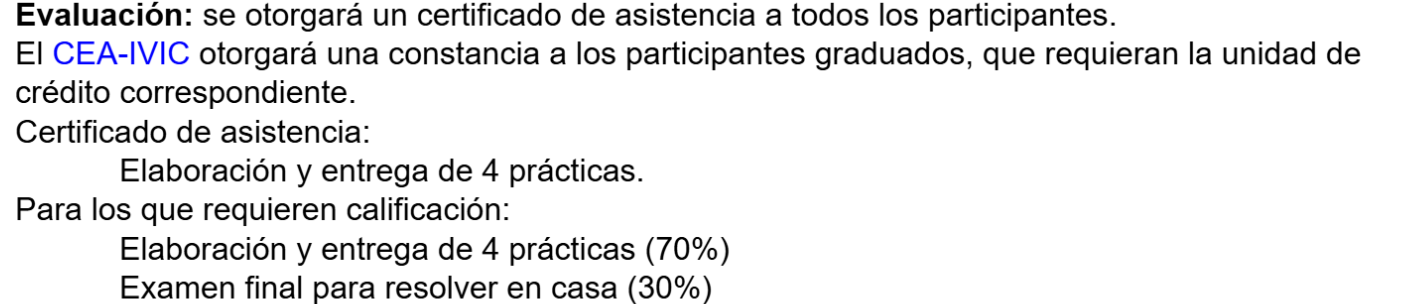 Evaluación: se otorgará un certificado de asistencia a todos los participantes.
El CEA-IVIC otorgará una constancia a los participantes graduados, que requieran la unidad de
crédito correspondiente.
Certificado de asistencia:
Elaboración y entrega de 4 prácticas.
Para los que requieren calificación:
Elaboración y entrega de 4 prácticas (70%)
Examen final para resolver en casa (30%)